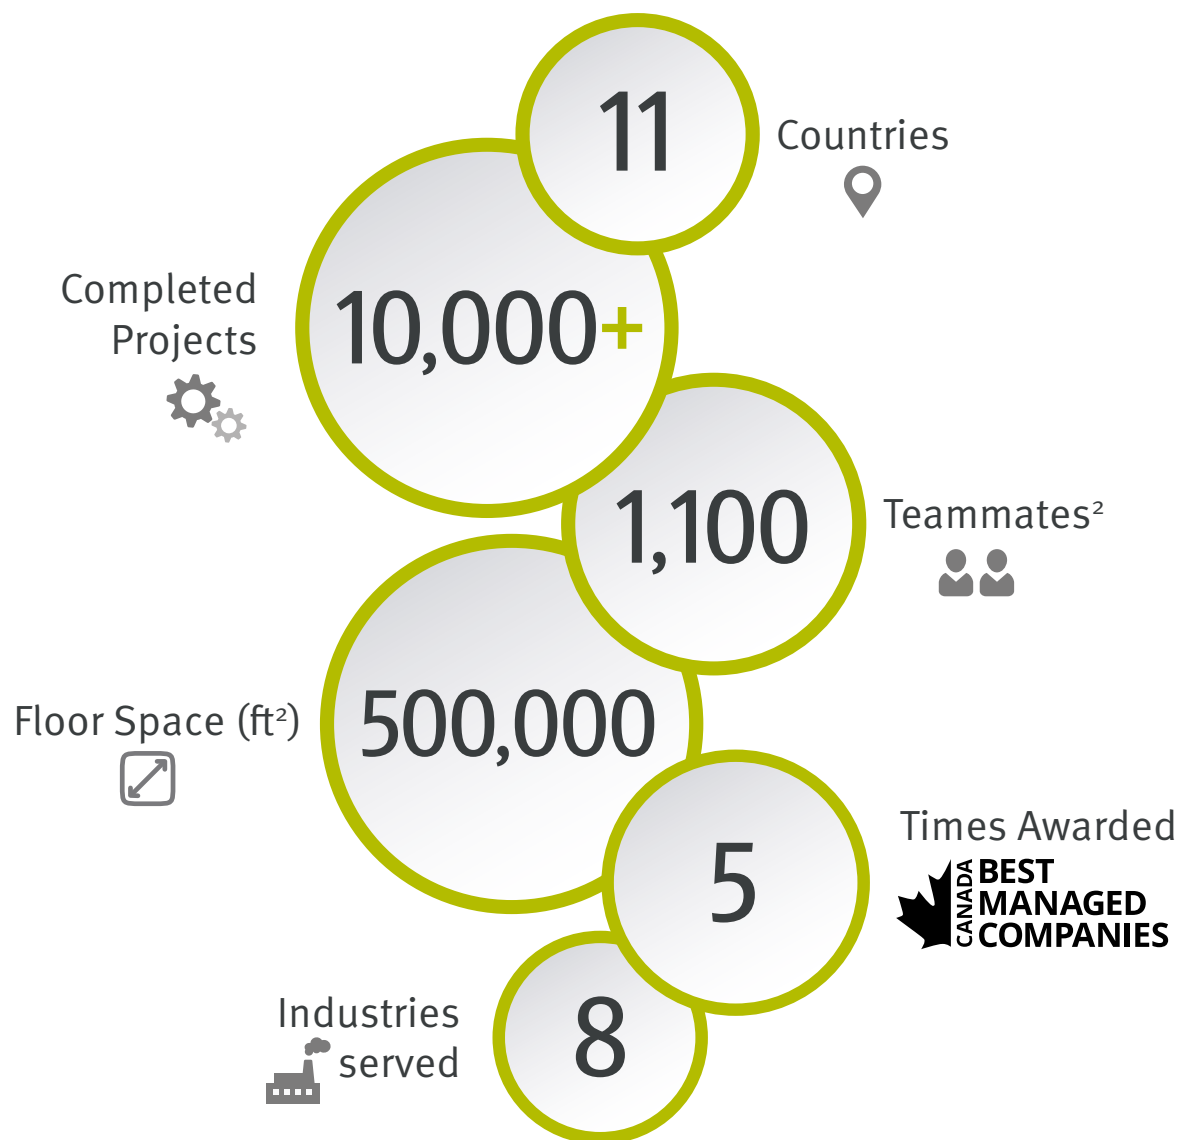 11
Countries
Completed
Projects
10,000+
1,100
Teammates²
Floor Space (ft²)
500,000
5
Times Awarded
CANADA
BEST
MANAGED
COMPANIES
Industries
served
8